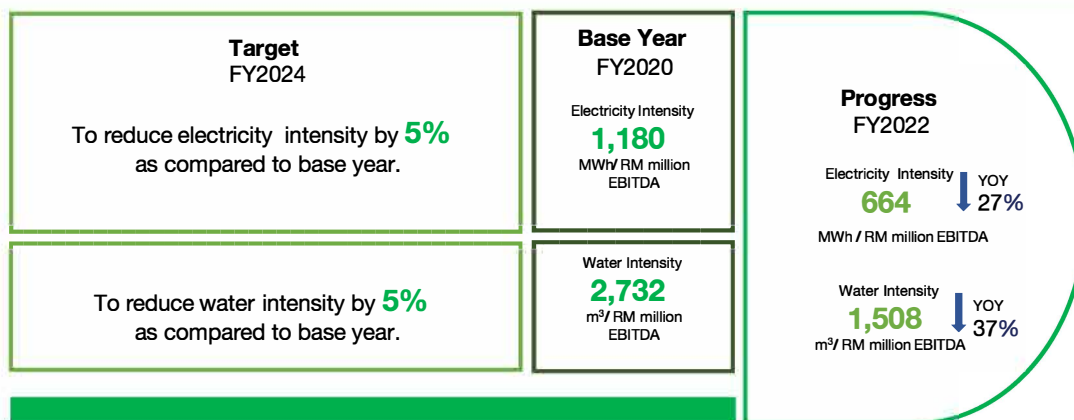 Target
FY2024
To reduce electricity intensity by 5%
as compared to base year.
Base Year
FY2020
Electricity Intensity
1,180
MWh/ RM million
EBITDA
Progress
FY2022
Electricity Intensity
664
MWh / RM million EBITDA
YOY
27%
To reduce water intensity by 5%
as compared to base year.
Water Intensity
2,732
m³/ RM million
EBITDA
Water Intensity
1,508
m³/ RM million EBITDA
YOY
37%